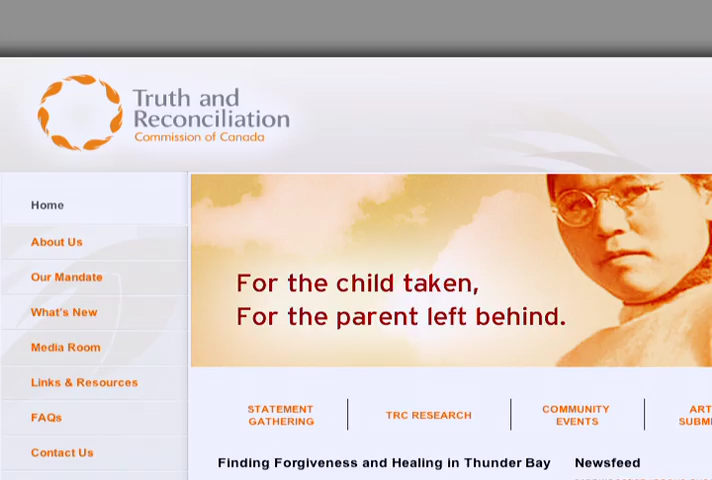 Truth and
Reconciliation
Commission of Canada
Home
About Us
Our Mandate
What's New
Media Room
Links & Resources
FAQs
Contact Us
For the child taken,
For the parent left behind.
STATEMENT
GATHERING
TRC RESEARCH
COMMUNITY
EVENTS
ART
SUBMI
Finding Forgiveness and Healing in Thunder Bay
Newsfeed